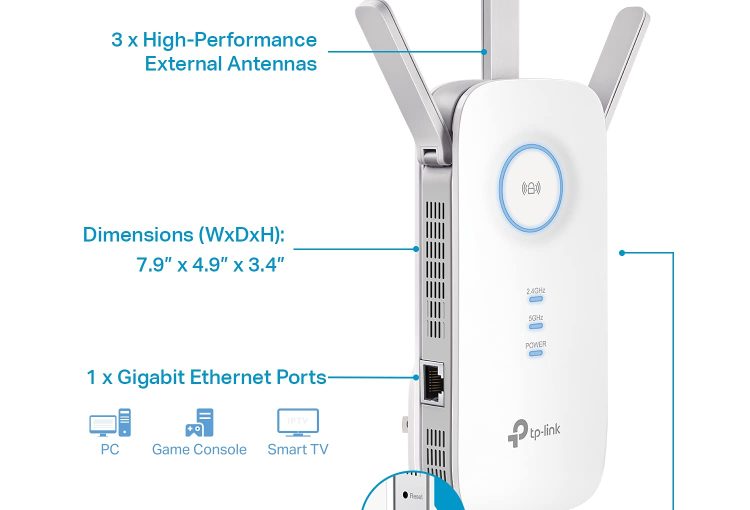 3 x High-Performance
External Antennas
Dimensions (WxDxH):
7.9” x 4.9” x 3.4”
2.4GHz
5GHz
POWER
1 x Gigabit Ethernet Ports
IPTV
PC
Game Console
Smart TV
tp-link
Reset